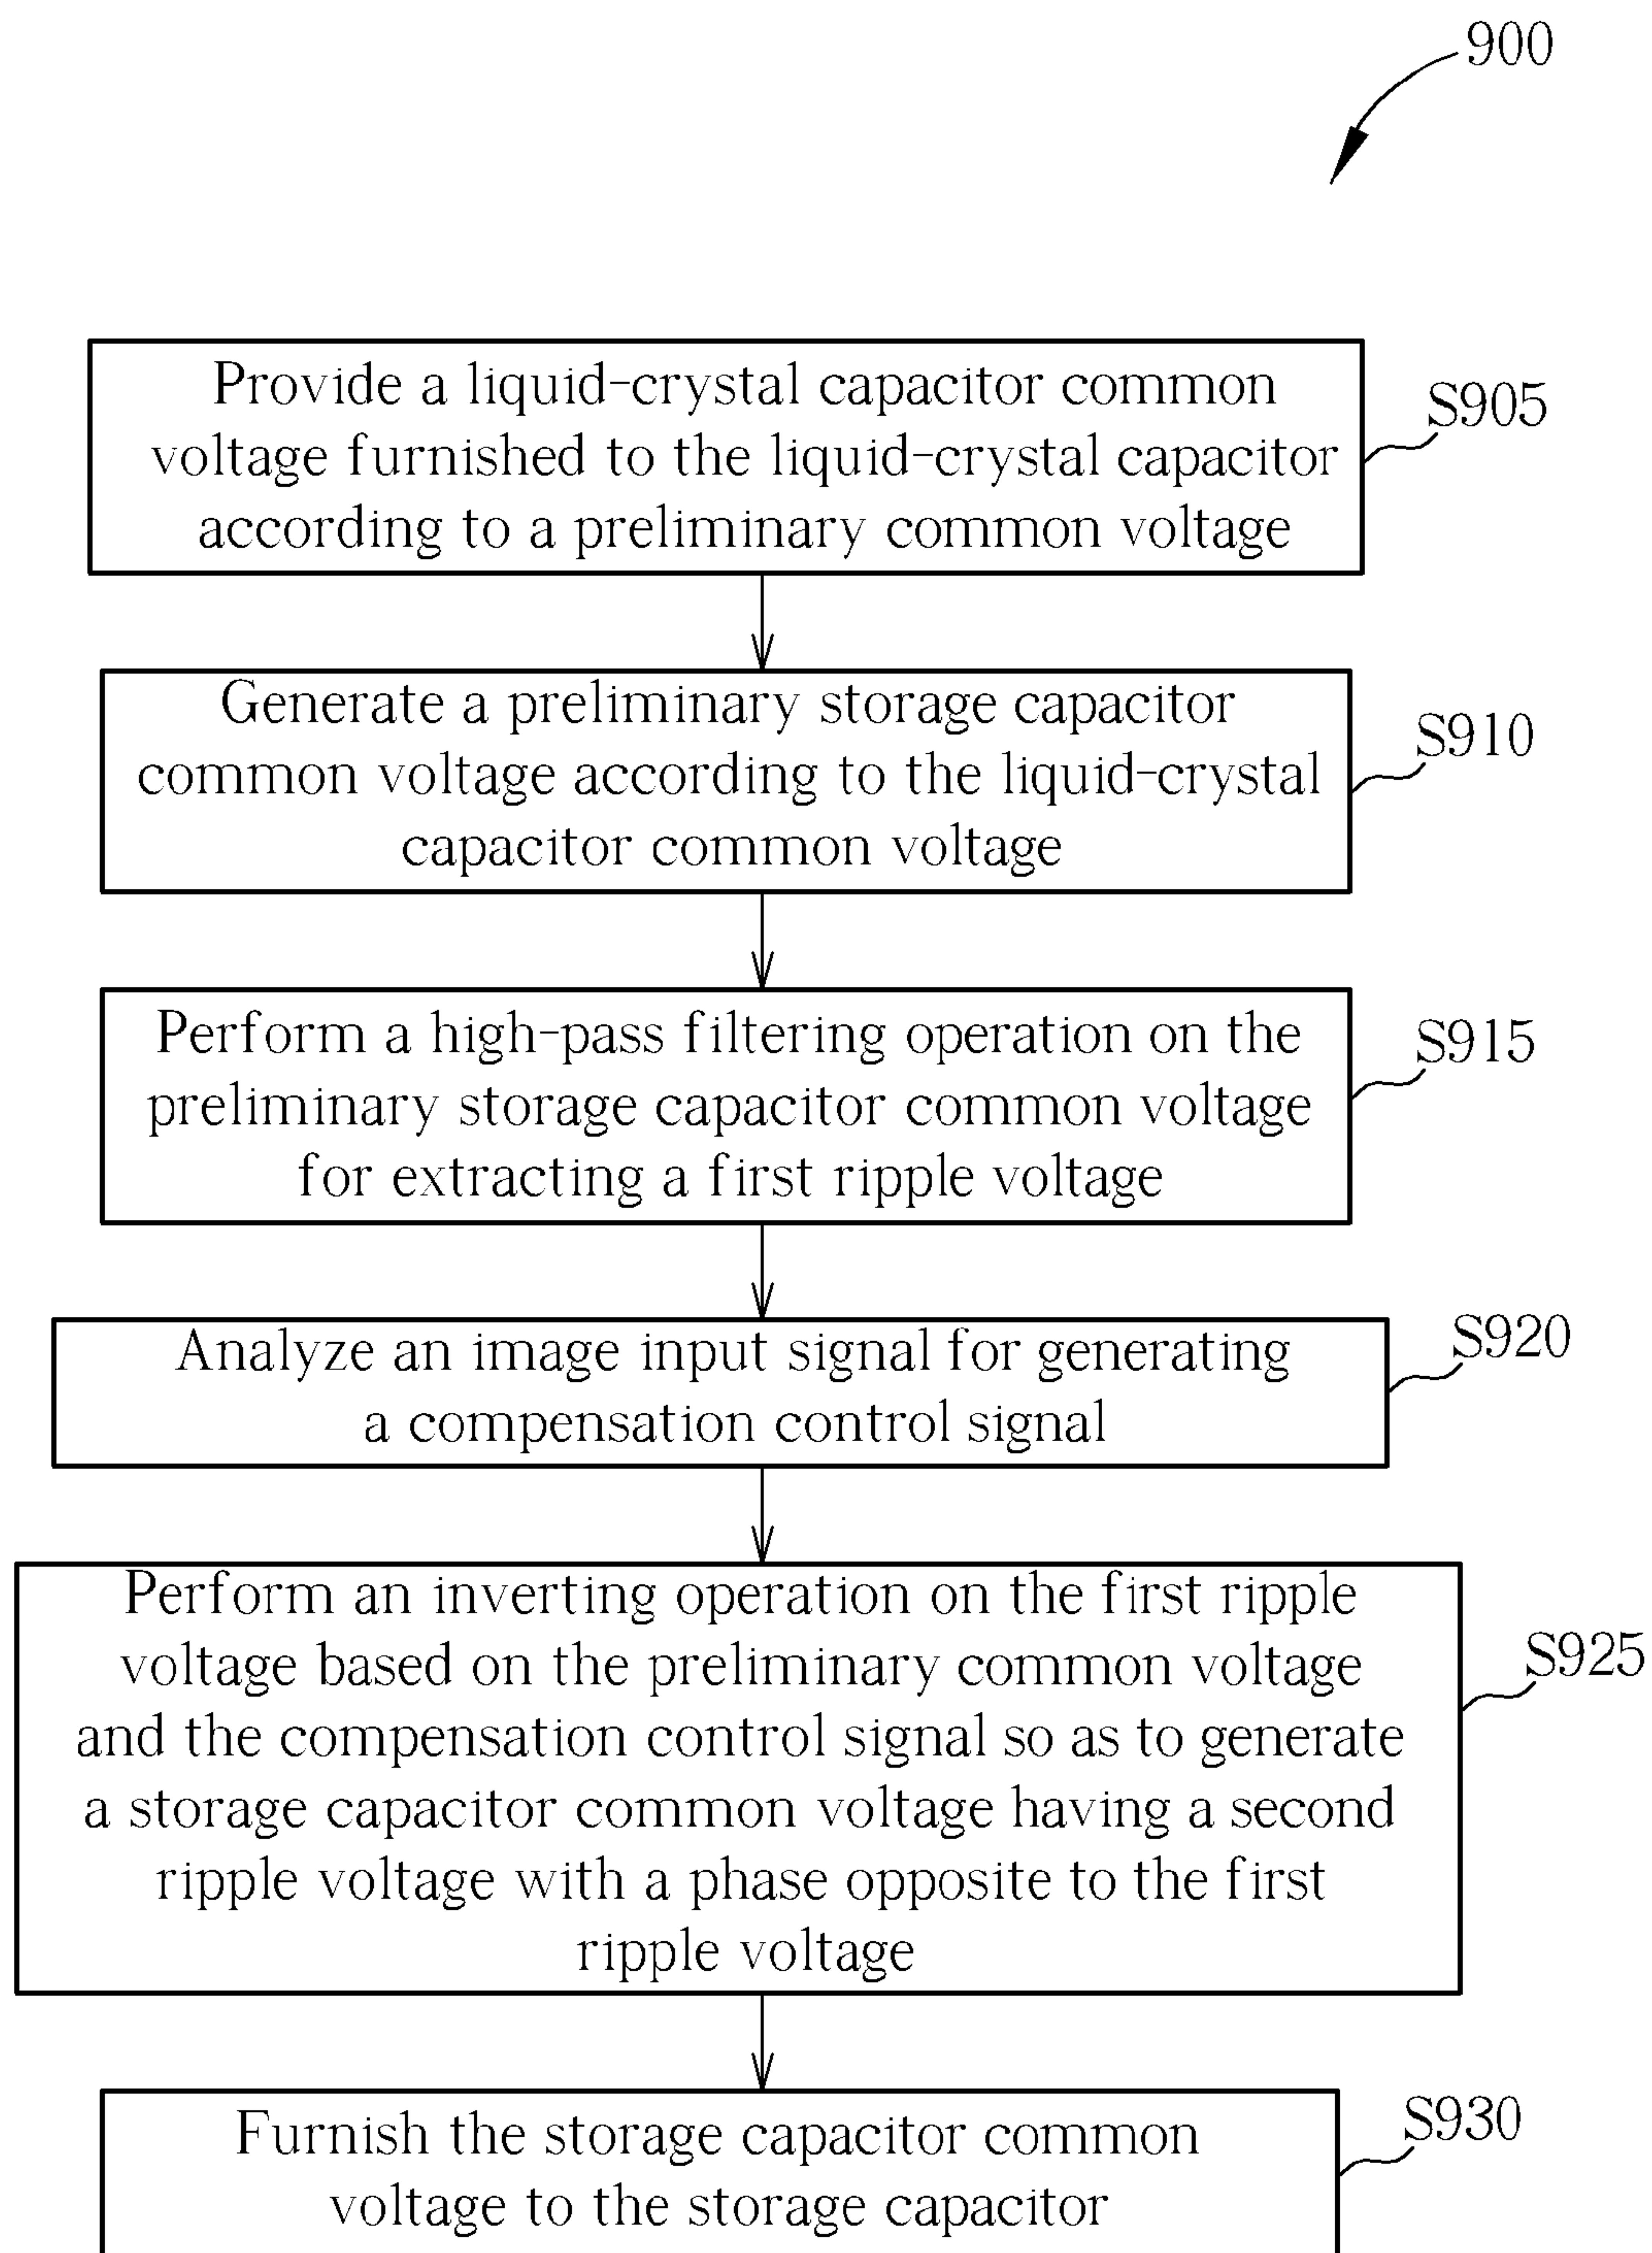 900
Provide a liquid-crystal capacitor common
voltage furnished to the liquid-crystal capacitor
according to a preliminary common voltage
S905
Generate a preliminary storage capacitor
common voltage according to the liquid-crystal
capacitor common voltage
S910
Perform a high-pass filtering operation on the
preliminary storage capacitor common voltage
for extracting a first ripple voltage
S915
Analyze an image input signal for generating
a compensation control signal
S920
Perform an inverting operation on the first ripple
voltage based on the preliminary common voltage
and the compensation control signal so as to generate
a storage capacitor common voltage having a second
ripple voltage with a phase opposite to the first
ripple voltage
S925
Furnish the storage capacitor common
voltage to the storage capacitor
S930